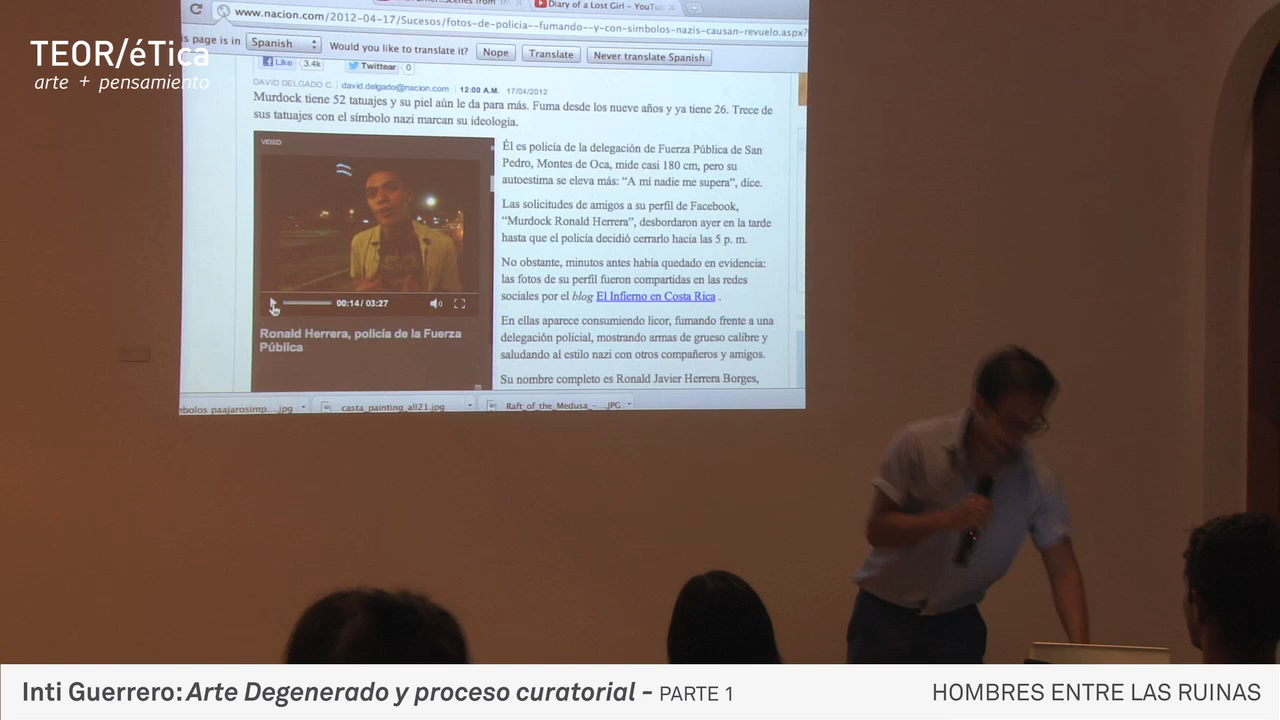 Diary of a Lost Girl – YouTu
www.nacion.com/2012-04-17/Sucesos/fotos-de-policia--fumando--y-con-simbolos-nazis-causan-revuelo.aspx?
s page is in Spanish Would you like to translate it? Nope Translate Never translate Spanish
TEOR/éTica
arte + pensamiento
Like 3.4k Twittear 0
DAVID DELGADO C. | david.delgado@nacion.com | 12:00 A.M. 17/04/2012
Murdock tiene 52 tatuajes y su piel aún le da para más. Fuma desde los nueve años y ya tiene 26. Trece de
sus tatuajes con el símbolo nazi marcan su ideología.
VIDEO
00:14 / 03:27
Ronald Herrera, policía de la Fuerza
Pública
Él es policía de la delegación de Fuerza Pública de San
Pedro, Montes de Oca, mide casi 180 cm, pero su
autoestima se eleva más: “A mí nadie me supera”, dice.
Las solicitudes de amigos a su perfil de Facebook,
“Murdock Ronald Herrera”, desbordaron ayer en la tarde
hasta que el policía decidió cerrarlo hacia las 5 p. m.
No obstante, minutos antes había quedado en evidencia:
las fotos de su perfil fueron compartidas en las redes
sociales por el blog El Infierno en Costa Rica .
En ellas aparece consumiendo licor, fumando frente a una
delegación policial, mostrando armas de grueso calibre y
saludando al estilo nazi con otros compañeros y amigos.
Su nombre completo es Ronald Javier Herrera Borges,
mbolos paajarosimp....jpg casta_painting_all21.jpg Raft_of_the_Medusa_-....JPG
Inti Guerrero: Arte Degenerado y proceso curatorial - PARTE 1
HOMBRES ENTRE LAS RUINAS